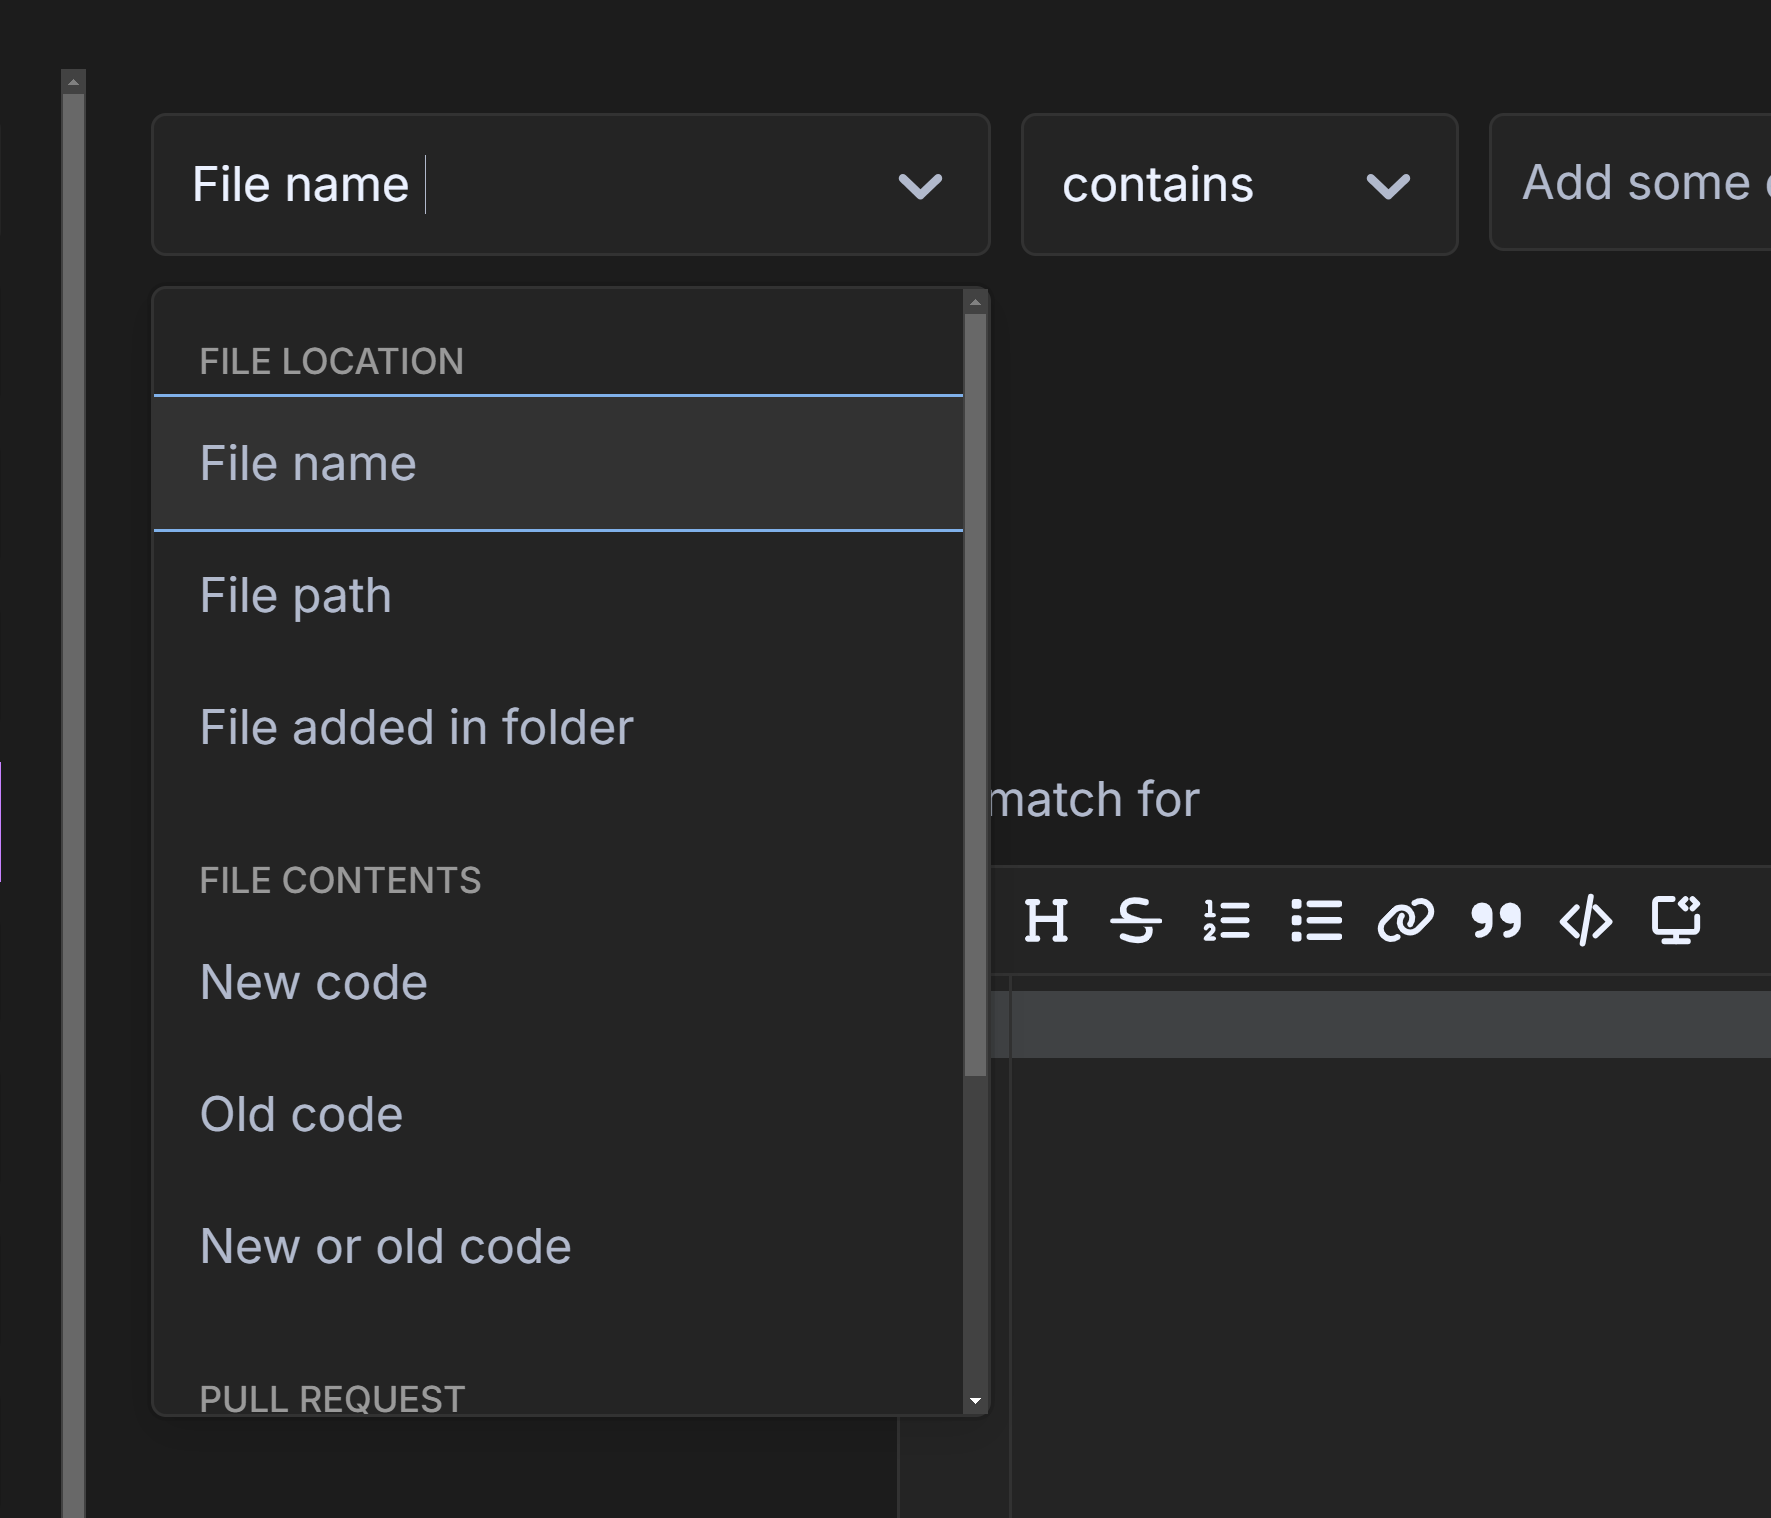 File name
contains
Add some
FILE LOCATION
File name
File path
File added in folder
match for
FILE CONTENTS
New code
Old code
New or old code
PULL REQUEST